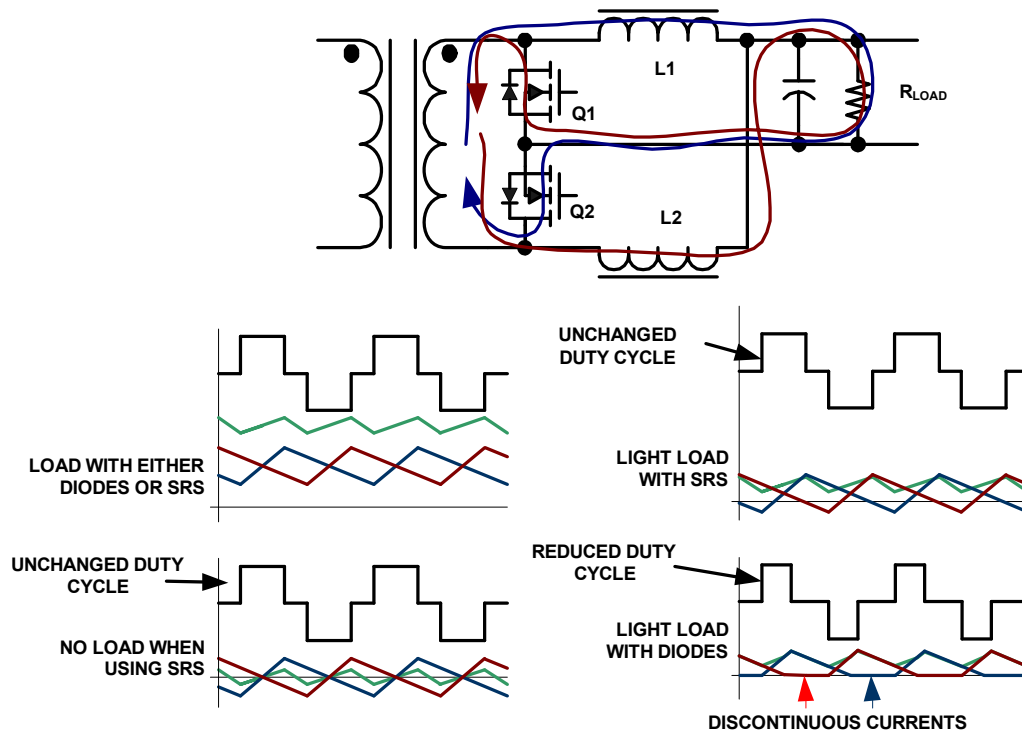 L1
Q1
RLOAD
Q2
L2
LOAD WITH EITHER
DIODES OR SRS
UNCHANGED
DUTY CYCLE
LIGHT LOAD
WITH SRS
UNCHANGED DUTY
CYCLE
NO LOAD WHEN
USING SRS
REDUCED DUTY
CYCLE
LIGHT LOAD
WITH DIODES
DISCONTINUOUS CURRENTS